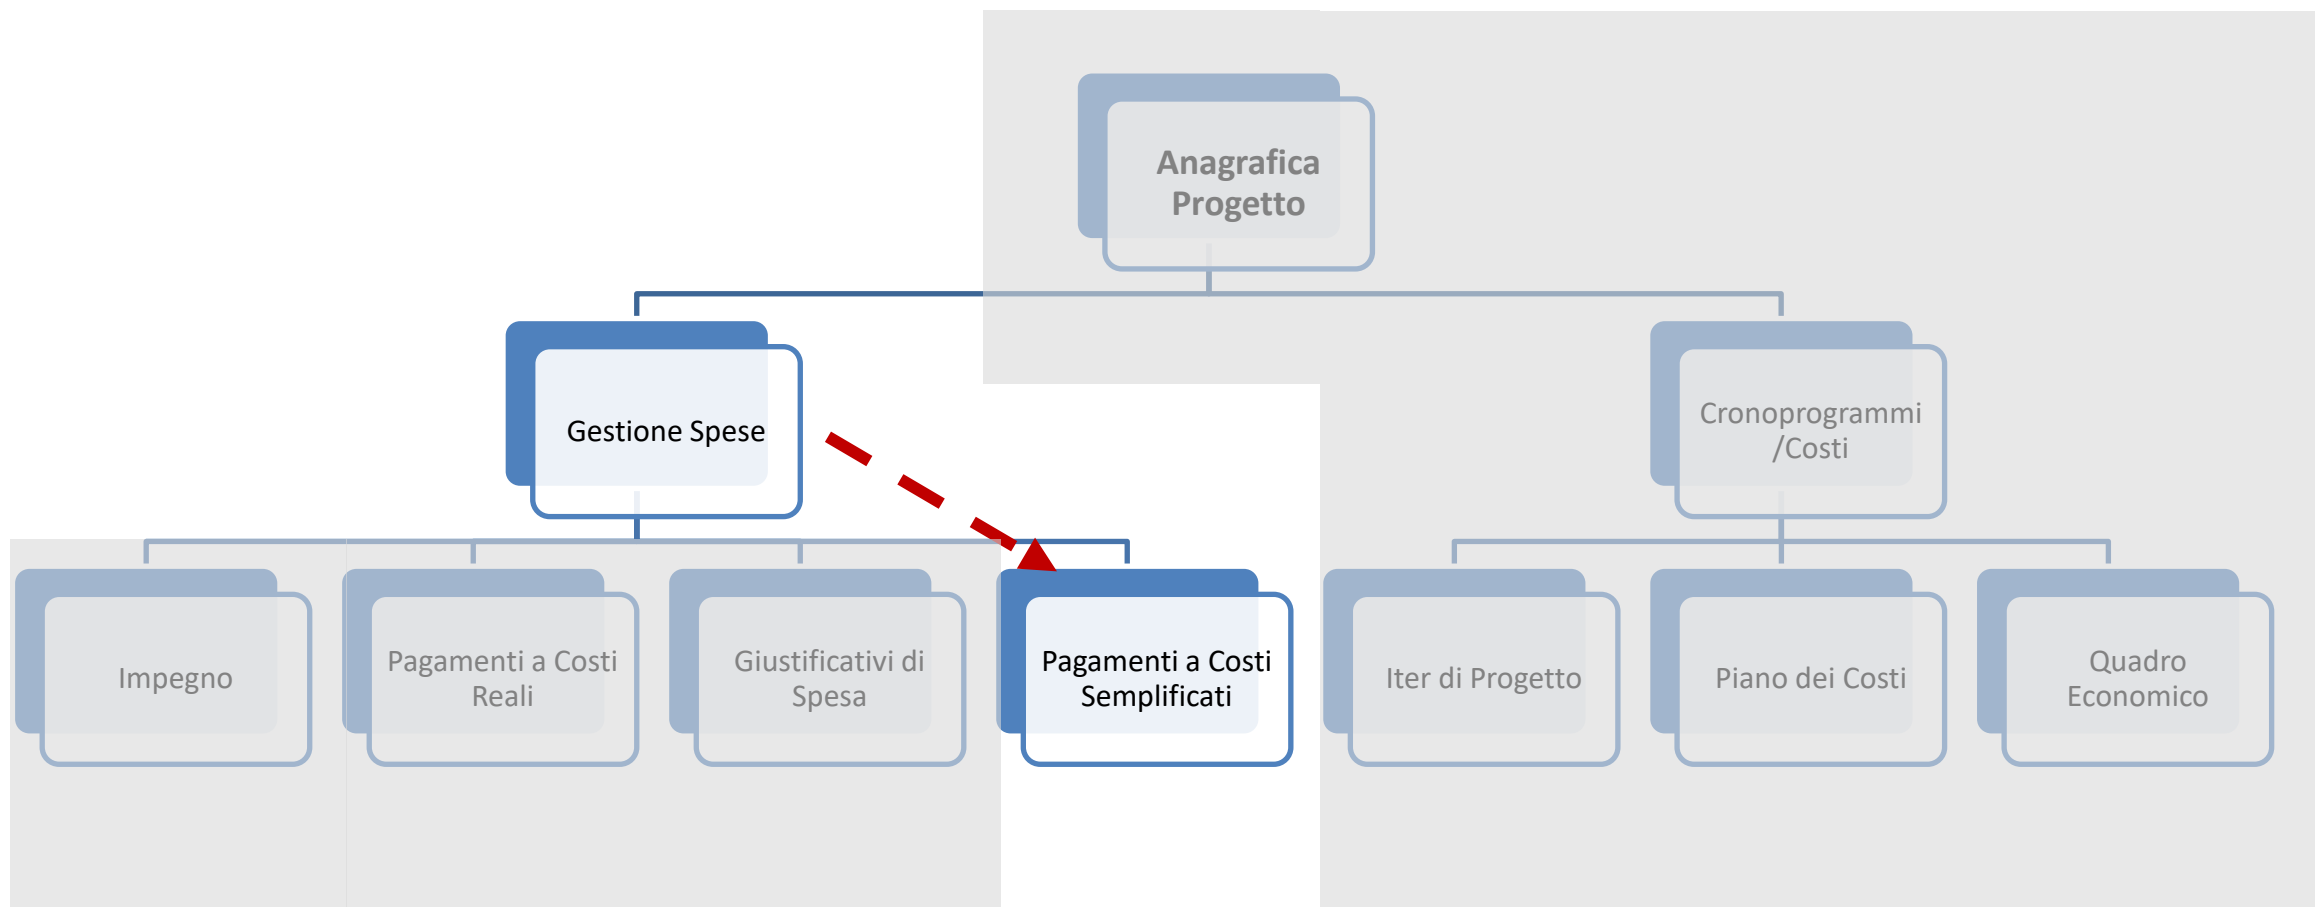 Anagrafica
Progetto
Gestione Spese
Cronoprogrammi
/Costi
Impegno
Pagamenti a Costi
Reali
Giustificativi di
Spesa
Pagamenti a Costi
Semplificati
Iter di Progetto
Piano dei Costi
Quadro
Economico